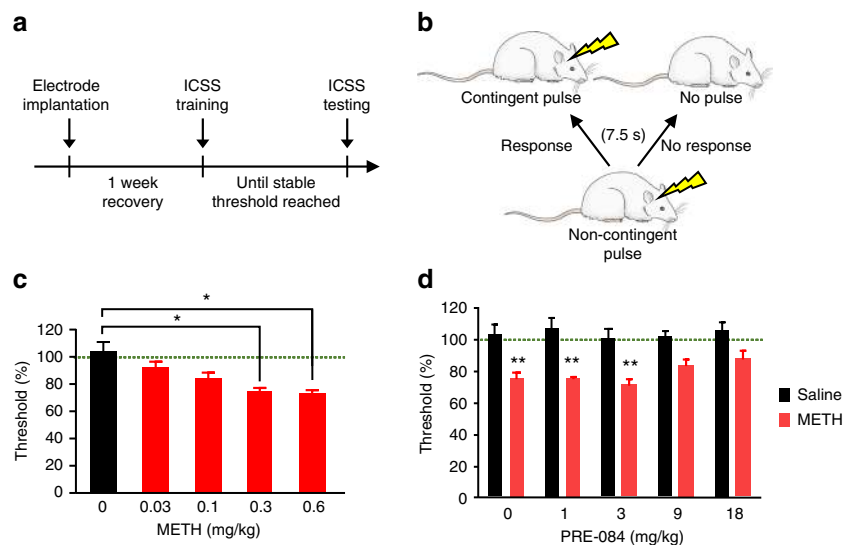 a
Electrode
implantation
ICSS
training
ICSS
testing
1 week
recovery
Until stable
threshold reached
b
Contingent pulse
No pulse
Response
(7.5 s)
No response
Non-contingent
pulse
c
*
*
120
100
80
60
40
20
0
Threshold (%)
0 0.03 0.1 0.3 0.6
METH (mg/kg)
d
120
100
80
60
40
20
0
Threshold (%)
** ** **
0 1 3 9 18
PRE-084 (mg/kg)
Saline
METH